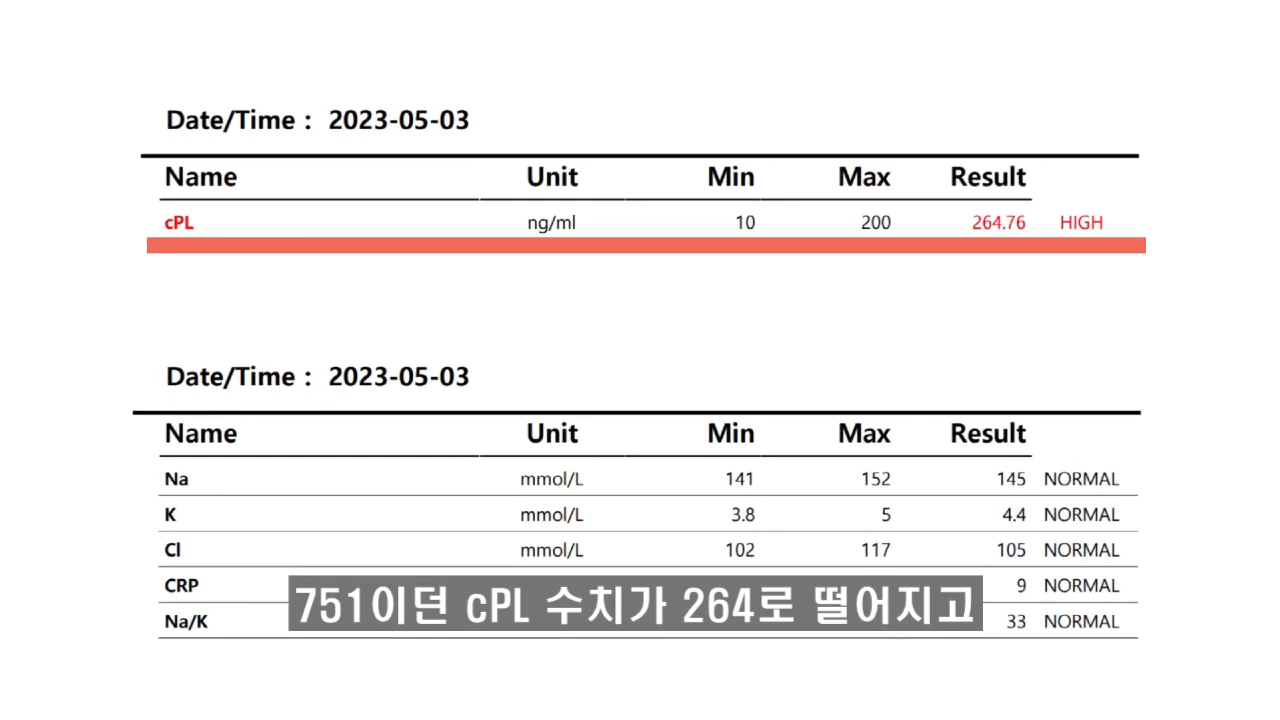 Date/Time : 2023-05-03
Name Unit Min Max Result
cPL ng/ml 10 200 264.76 HIGH
Date/Time : 2023-05-03
Name Unit Min Max Result
Na mmol/L 141 152 145 NORMAL
K mmol/L 3.8 5 4.4 NORMAL
Cl mmol/L 102 117 105 NORMAL
CRP 9 NORMAL
751이던 cPL 수치가 264로 떨어지고
Na/K 33 NORMAL